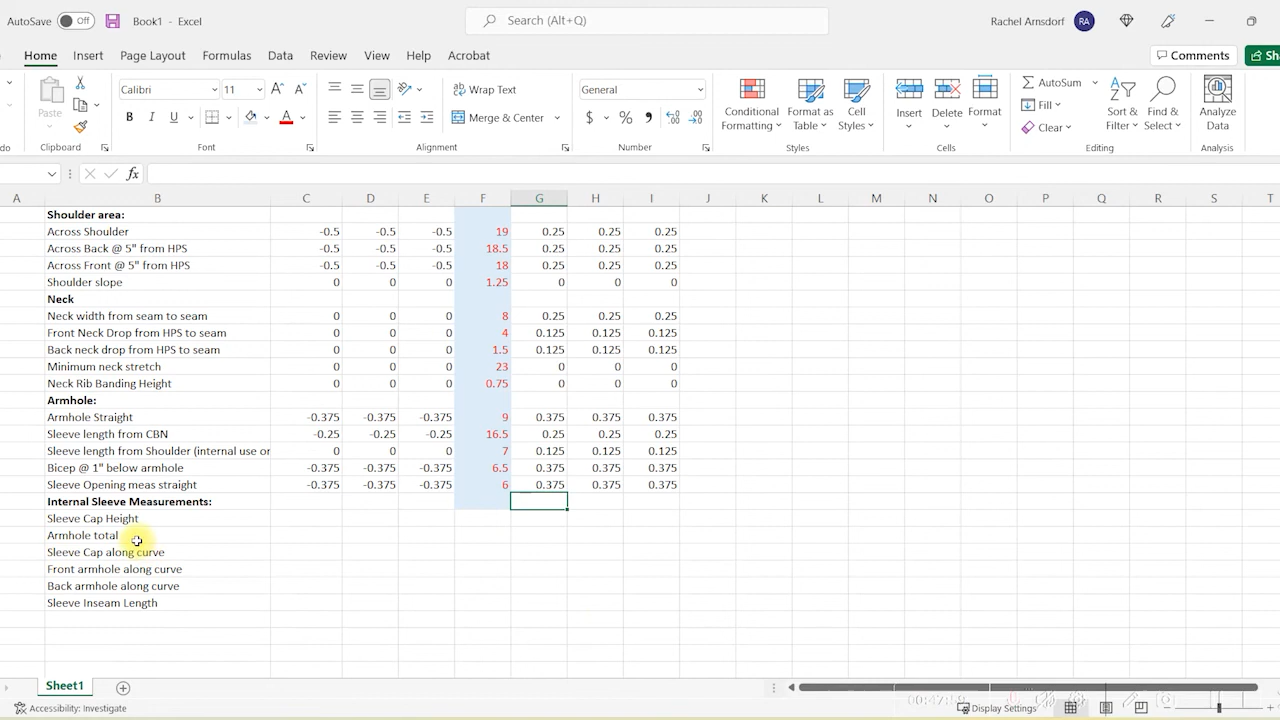 AutoSave Off Book1 - Excel Search (Alt+Q) Rachel Arnsdorf RA
Home Insert Page Layout Formulas Data Review View Help Acrobat Comments Sh
Calibri 11 Wrap Text General AutoSum
Paste Merge & Center Conditional Formatting Format as Table Cell Styles Insert Delete Format Fill Clear Sort & Filter Find & Select Analyze Data
Clipboard Font Alignment Number Styles Cells Editing Analysis
fx
A B C D E F G H I J K L M N O P Q R S T
Shoulder area:
Across Shoulder -0.5 -0.5 -0.5 19 0.25 0.25 0.25
Across Back @ 5" from HPS -0.5 -0.5 -0.5 18.5 0.25 0.25 0.25
Across Front @ 5" from HPS -0.5 -0.5 -0.5 18 0.25 0.25 0.25
Shoulder slope 0 0 0 1.25 0 0 0
Neck
Neck width from seam to seam 0 0 0 8 0.25 0.25 0.25
Front Neck Drop from HPS to seam 0 0 0 4 0.125 0.125 0.125
Back neck drop from HPS to seam 0 0 0 1.5 0.125 0.125 0.125
Minimum neck stretch 0 0 0 23 0 0 0
Neck Rib Banding Height 0 0 0 0.75 0 0 0
Armhole:
Armhole Straight -0.375 -0.375 -0.375 9 0.375 0.375 0.375
Sleeve length from CBN -0.25 -0.25 -0.25 16.5 0.25 0.25 0.25
Sleeve length from Shoulder (internal use or 0 0 0 7 0.125 0.125 0.125
Bicep @ 1" below armhole -0.375 -0.375 -0.375 6.5 0.375 0.375 0.375
Sleeve Opening meas straight -0.375 -0.375 -0.375 6 0.375 0.375 0.375
Internal Sleeve Measurements:
Sleeve Cap Height
Armhole total
Sleeve Cap along curve
Front armhole along curve
Back armhole along curve
Sleeve Inseam Length
Sheet1
Accessibility: Investigate Display Settings